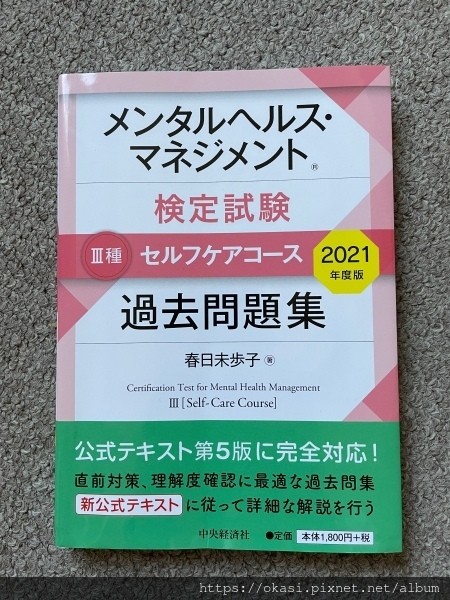 メンタルヘルス・
マネジメント®
検定試験
Ⅲ種 セルフケアコース
2021
年度版
過去問題集
春日未歩子 著
Certification Test for Mental Health Management
Ⅲ [Self-Care Course]
公式テキスト第5版に完全対応!
直前対策、理解度確認に最適な過去問集
新公式テキスト に従って詳細な解説を行う
中央経済社 ●定価 本体1,800円+税
https://okasi.pixnet.net/album